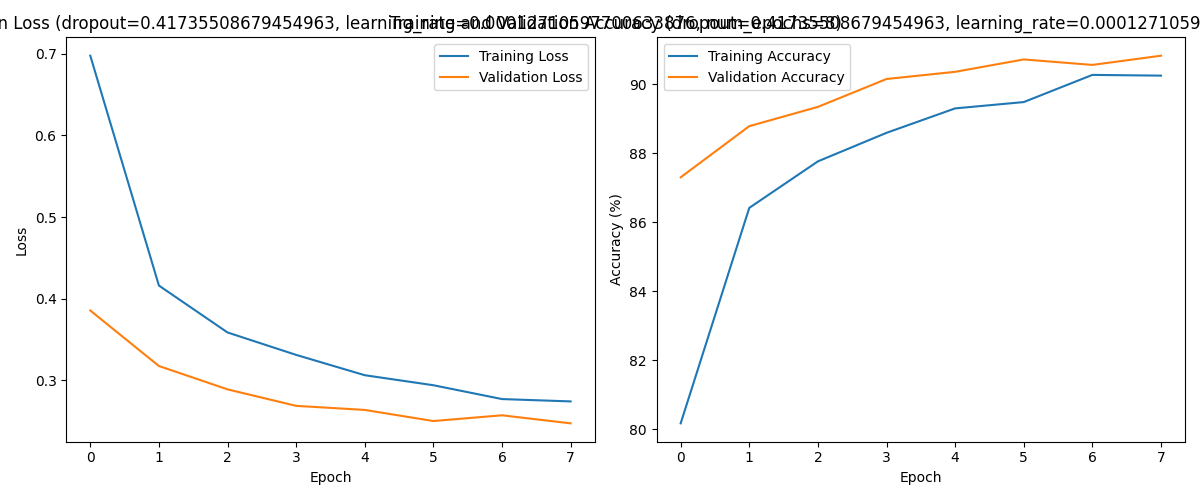 n Loss (dropout=0.41735508679454963, learning_rate=0.0001271059
Training and Validation Accuracy (dropout=0.41735508679454963, learning_rate=0.0001271059
Training Loss
Validation Loss
0.7
0.6
0.5
0.4
0.3
Loss
0 1 2 3 4 5 6 7
Epoch
Training Accuracy
Validation Accuracy
90
88
86
84
82
80
Accuracy (%)
0 1 2 3 4 5 6 7
Epoch